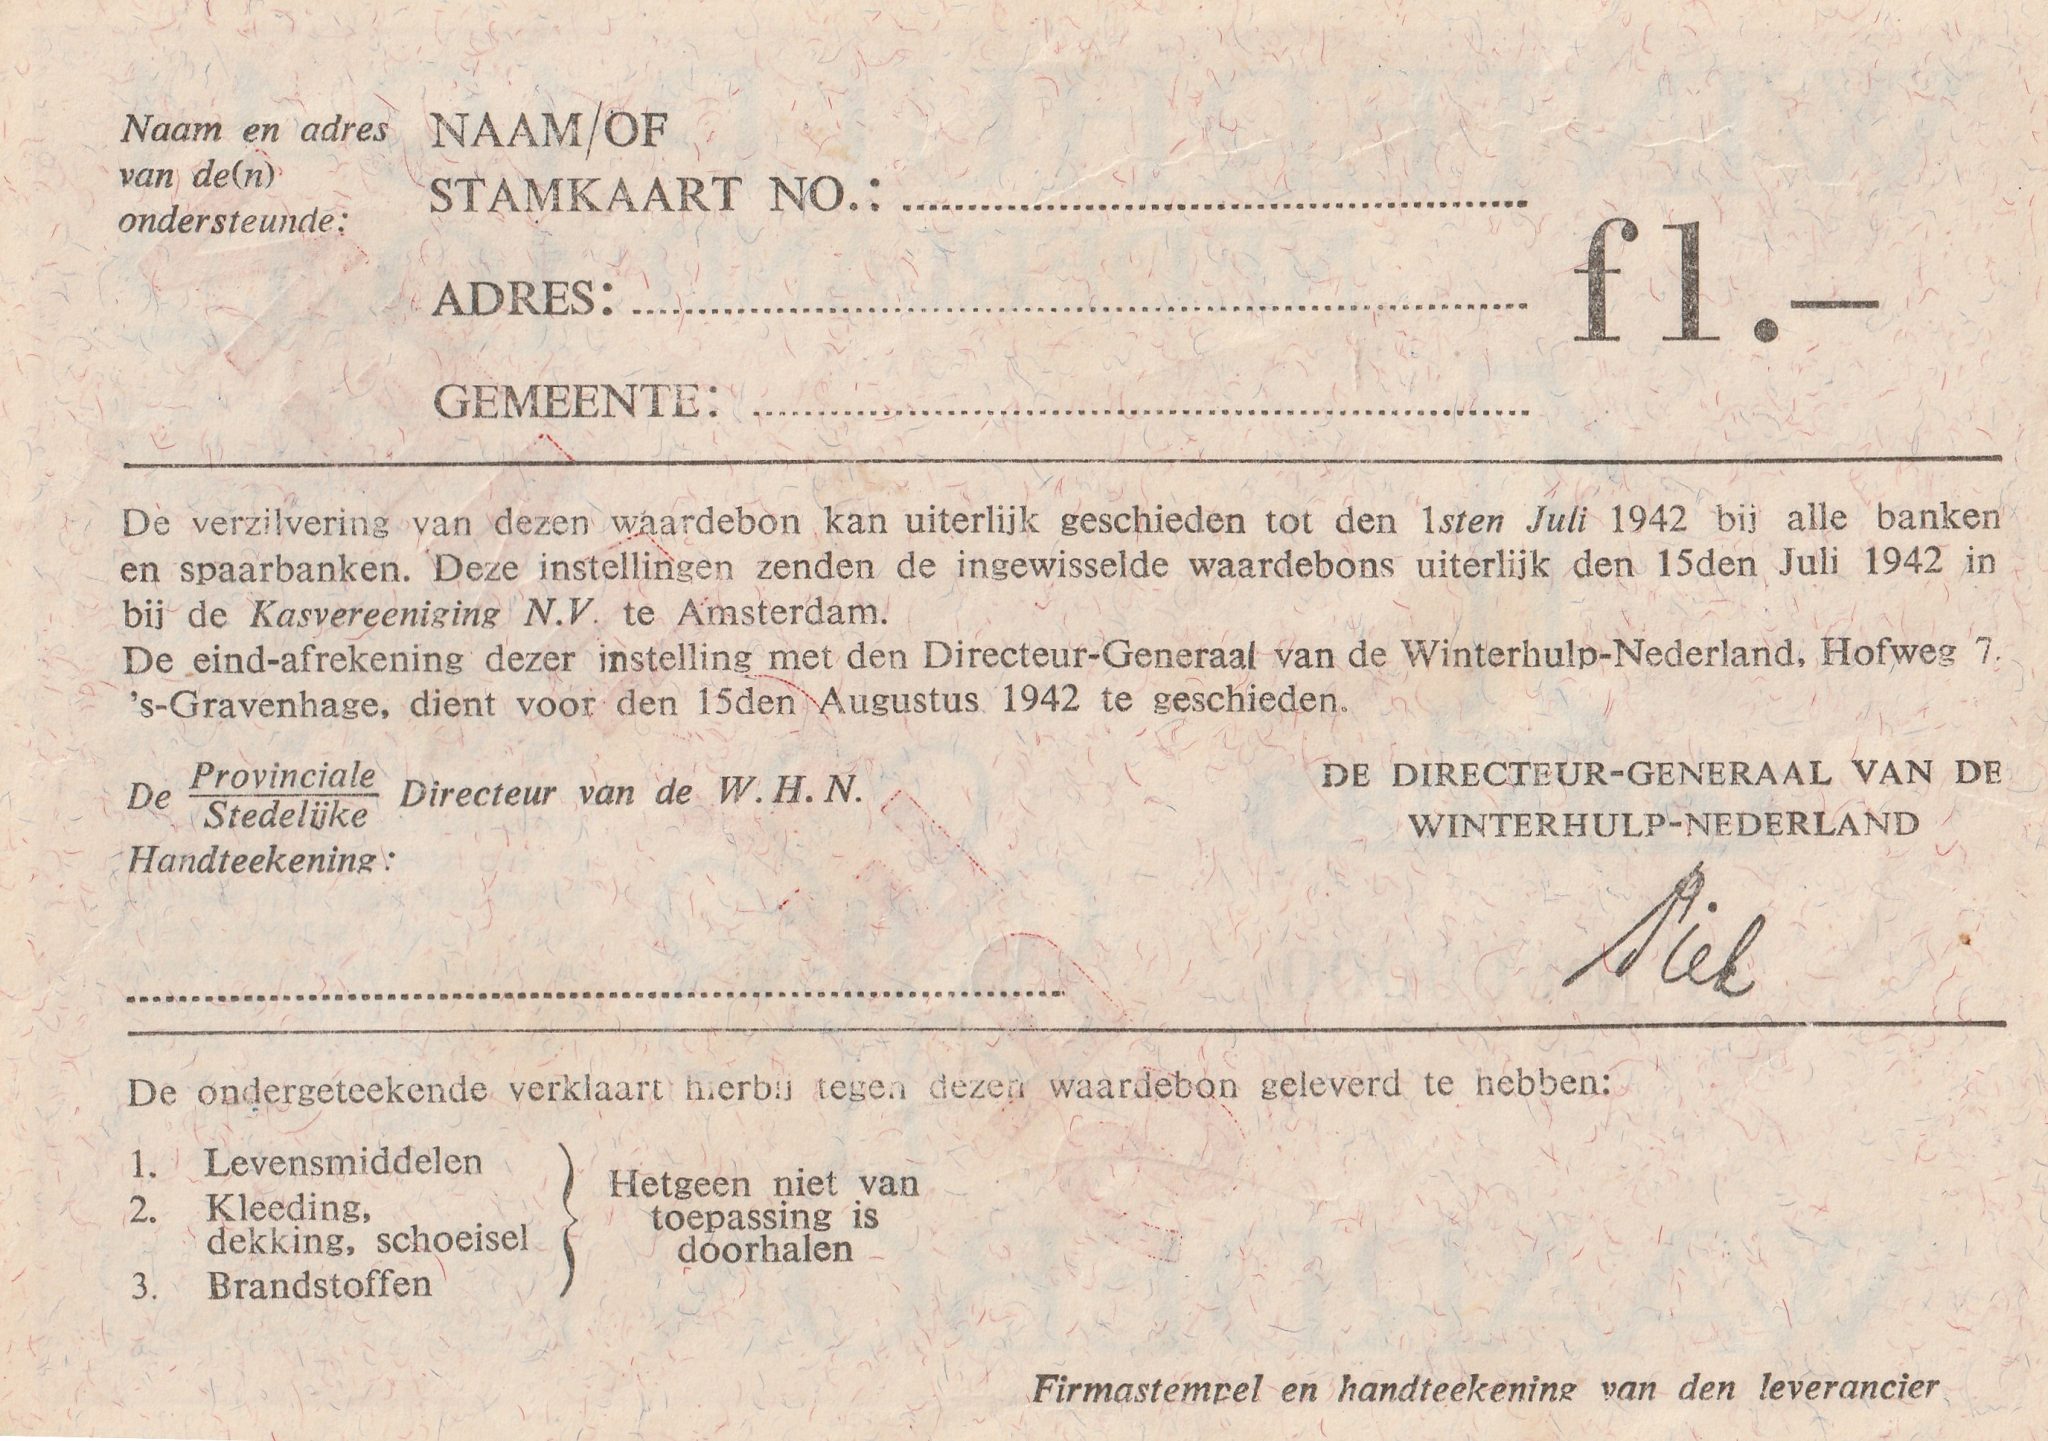 Naam en adres
van de(n)
ondersteunde:
NAAM/OF
STAMKAART NO.:
ADRES:
GEMEENTE:
f 1.—
De verzilvering van dezen waardebon kan uiterlijk geschieden tot den 1sten Juli 1942 bij alle banken
en spaarbanken. Deze instellingen zenden de ingewisselde waardebons uiterlijk den 15den Juli 1942 in
bij de Kasvereeniging N.V. te Amsterdam.
De eind-afrekening dezer instelling met den Directeur-Generaal van de Winterhulp-Nederland, Hofweg 7.
's-Gravenhage, dient voor den 15den Augustus 1942 te geschieden.
De Provinciale/Stedelijke Directeur van de W.H.N.
Handteekening:
DE DIRECTEUR-GENERAAL VAN DE
WINTERHULP-NEDERLAND
Piek
De ondergeteekende verklaart hierbij tegen dezen waardebon geleverd te hebben:
1. Levensmiddelen
2. Kleeding,
dekking, schoeisel
3. Brandstoffen
Hetgeen niet van
toepassing is
doorhalen
Firmastempel en handteekening van den leverancier